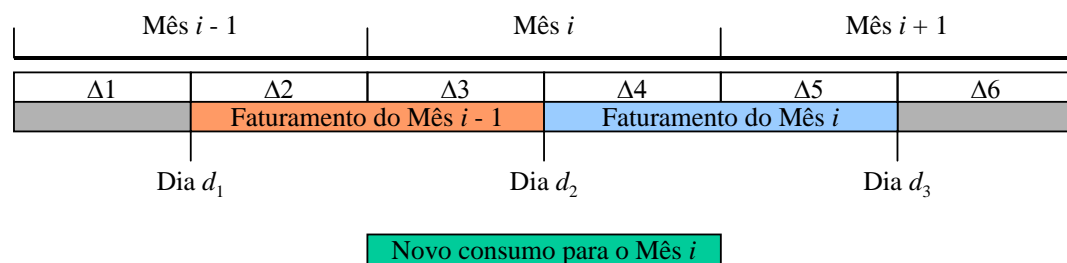 Mês i - 1 Mês i Mês i + 1
Δ1 Δ2 Δ3 Δ4 Δ5 Δ6
Faturamento do Mês i - 1 Faturamento do Mês i
Dia d₁ Dia d₂ Dia d₃
Novo consumo para o Mês i